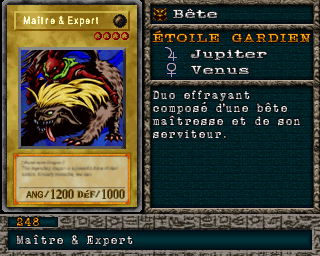 Maître & Expert
ANG/1200 DéF/1000
Bête
ÉTOILE GARDIEN
Jupiter
Venus
Duo effrayant
composé d'une bête
maîtresse et de son
serviteur.
248
Maître & Expert